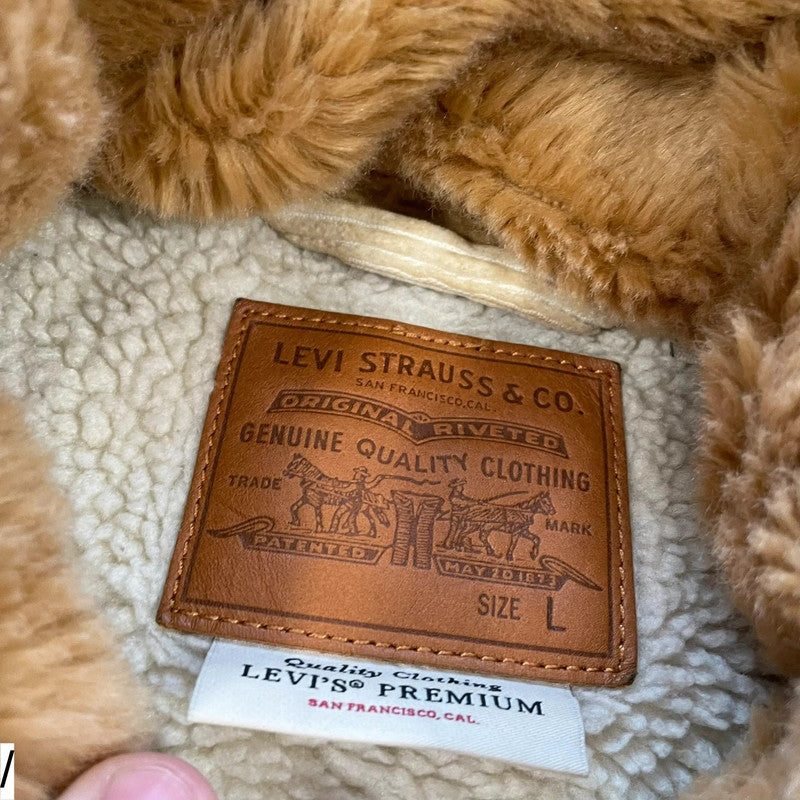 LEVI STRAUSS & CO.
SAN FRANCISCO, CAL.
ORIGINAL® RIVETED
GENUINE QUALITY CLOTHING
TRADE MARK
PATENTED MAY 20 1873
SIZE L
Quality Clothing
LEVI'S® PREMIUM
SAN FRANCISCO, CAL.
/